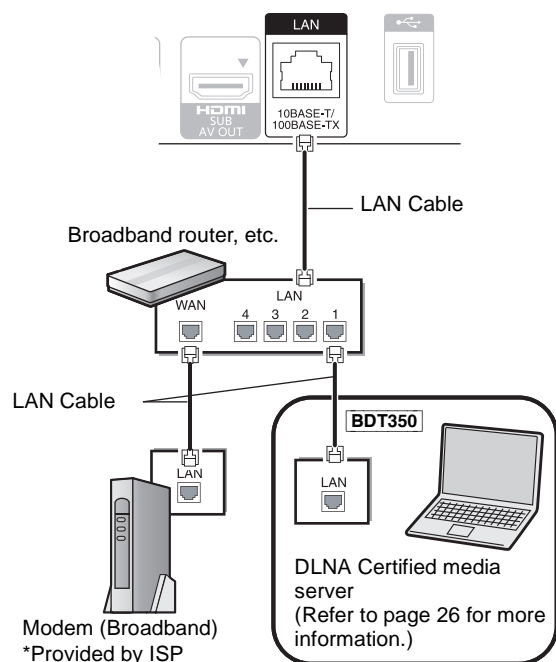 LAN
10BASE-T/
100BASE-TX
HDMI
SUB
AV OUT
LAN Cable
Broadband router, etc.
WAN
LAN
4 3 2 1
LAN Cable
BDT350
LAN
LAN
DLNA Certified media
server
(Refer to page 26 for more
information.)
Modem (Broadband)
*Provided by ISP